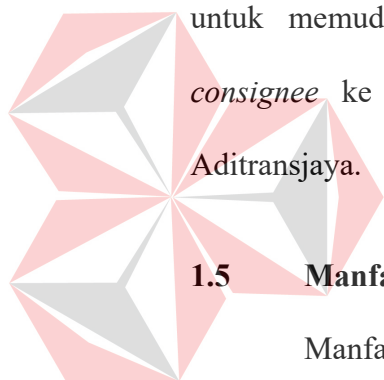 untuk memud
consignee ke
Aditransjaya.
1.5 Manfa
Manfa